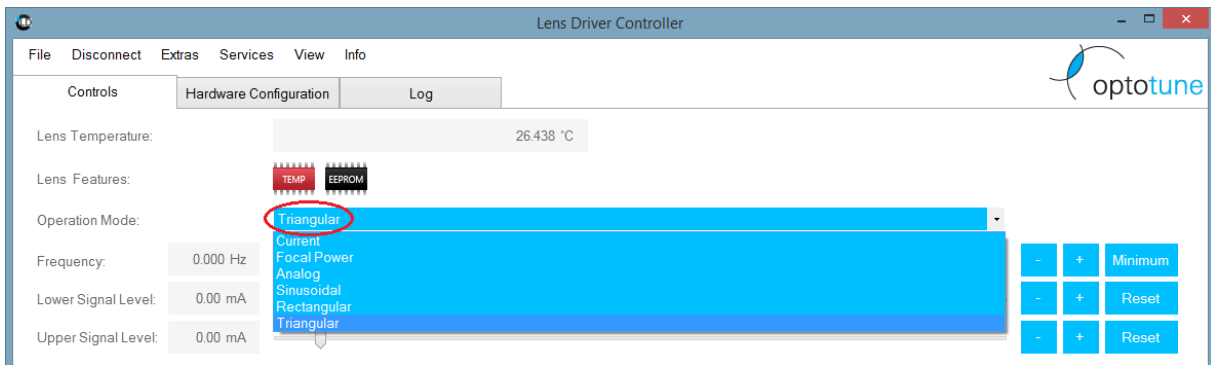 Lens Driver Controller
File Disconnect Extras Services View Info
optotune
Controls Hardware Configuration Log
Lens Temperature: 26.438 °C
Lens Features: TEMP EEPROM
Operation Mode: Triangular
Current
Focal Power
Analog
Sinusoidal
Rectangular
Triangular
Frequency: 0.000 Hz - + Minimum
Lower Signal Level: 0.00 mA - + Reset
Upper Signal Level: 0.00 mA - + Reset